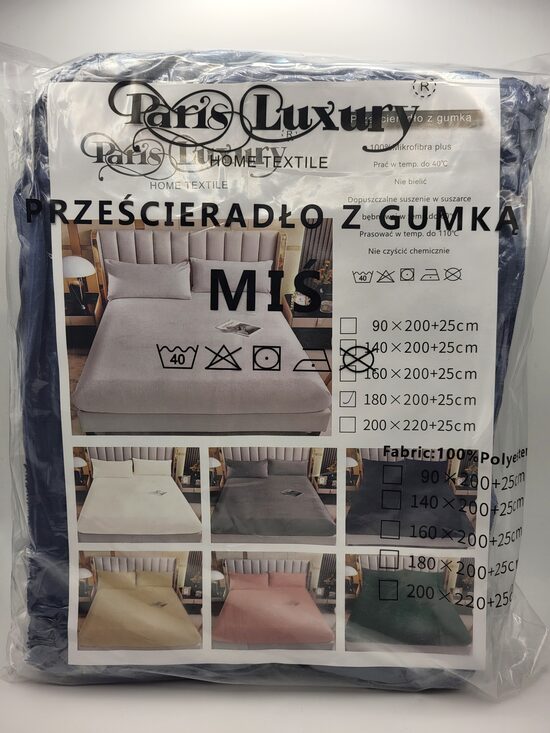 Paris Luxury
HOME TEXTILE
Paris Luxury
HOME TEXTILE
PRZEŚCIERADŁO Z GUMKĄ
MIŚ
40
Prześcieradło z gumką
100% mikrofibra plus
Prać w temp. do 40℃
Nie bielić
Dopuszczalne suszenie w suszarce
Prasować w temp. do 110℃
Nie czyścić chemicznie
40
90×200+25cm
140×200+25cm
160×200+25cm
180×200+25cm
200×220+25cm
Fabric:100%Polyester
90×200+25cm
140×200+25cm
160×200+25cm
180×200+25cm
200×220+25cm